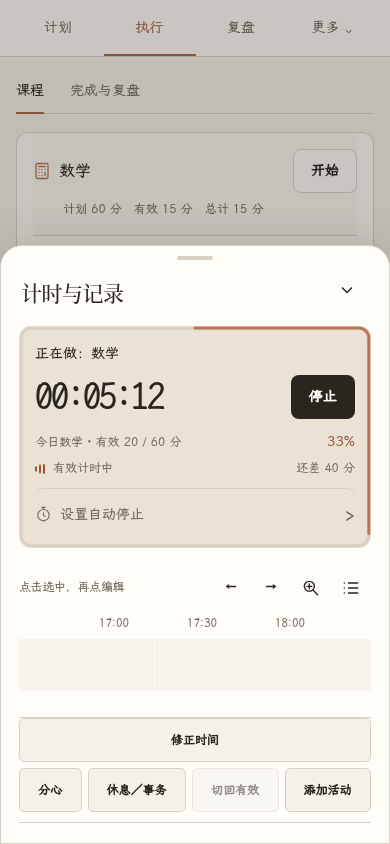 计划 执行 复盘 更多
课程 完成与复盘
数学 开始
计划 60 分 有效 15 分 总计 15 分
计时与记录
正在做：数学
00:05:12 停止
今日数学·有效 20 / 60 分 33%
有效计时中 还差 40 分
设置自动停止
点击选中，再点编辑
17:00 17:30 18:00
修正时间
分心 休息／事务 切回有效 添加活动